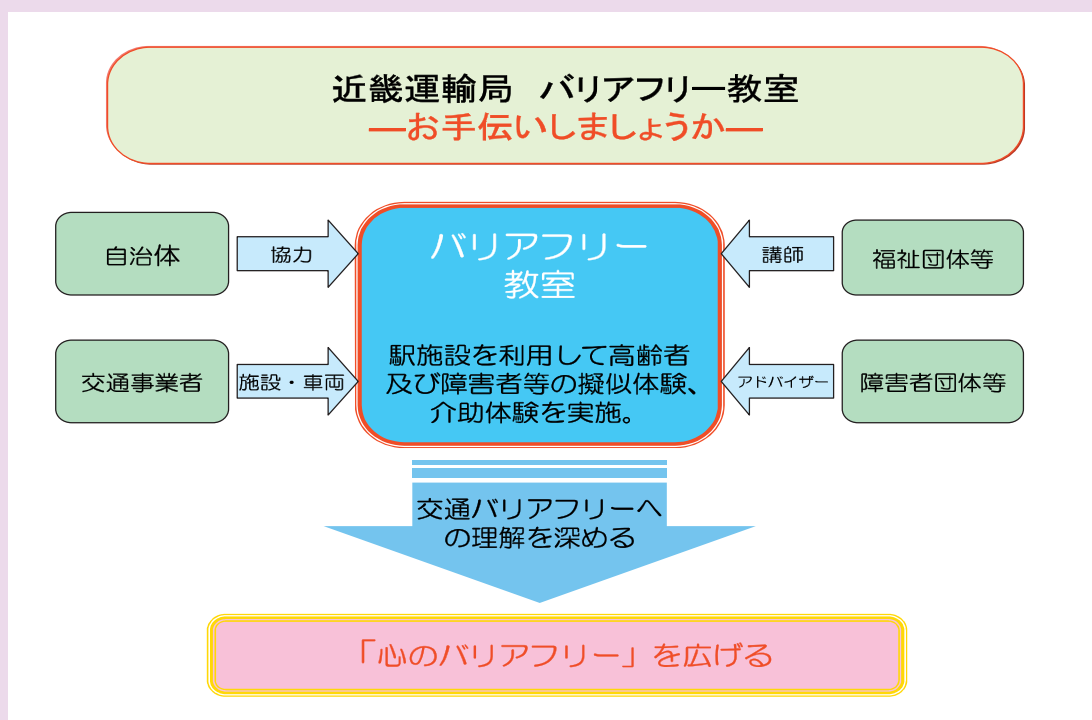 近畿運輸局　バリアフリー教室
―お手伝いしましょうか―
自治体
協力
バリアフリー
教室
講師
福祉団体等
駅施設を利用して高齢者
及び障害者等の擬似体験、
介助体験を実施。
交通事業者
施設・車両
アドバイザー
障害者団体等
交通バリアフリーへ
の理解を深める
「心のバリアフリー」を広げる